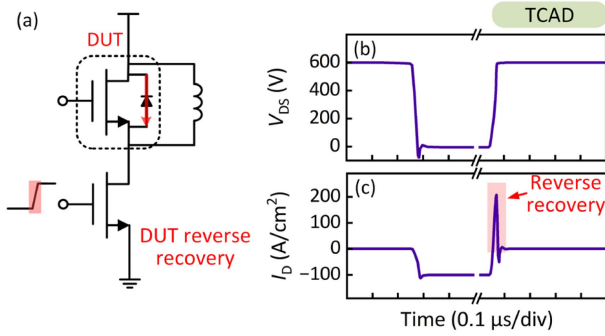 (a)
DUT
DUT reverse
recovery
TCAD
(b)
V_DS (V)
600
400
200
0
(c)
Reverse
recovery
I_D (A/cm²)
200
100
0
−100
Time (0.1 μs/div)